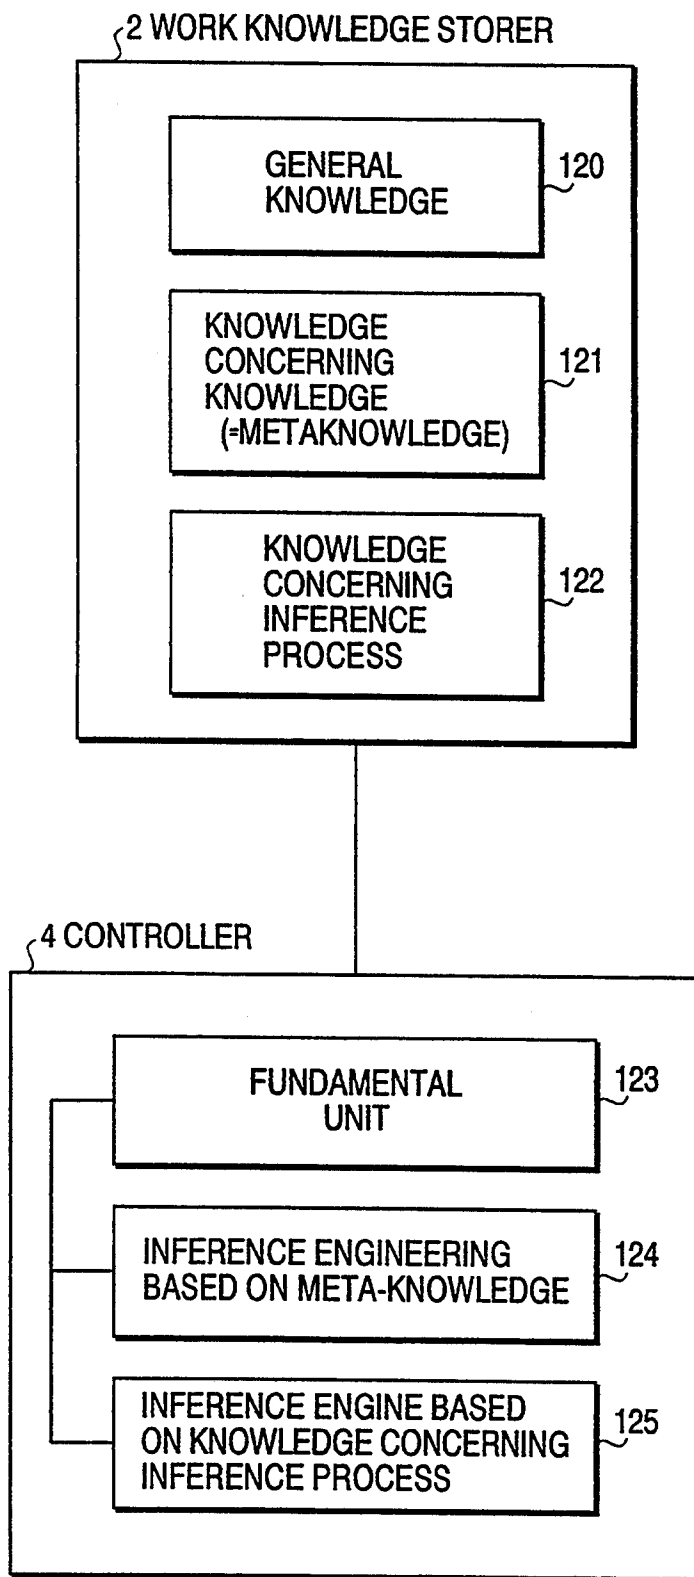 2 WORK KNOWLEDGE STORER
GENERAL
KNOWLEDGE
120
KNOWLEDGE
CONCERNING
KNOWLEDGE
(=METAKNOWLEDGE)
121
KNOWLEDGE
CONCERNING
INFERENCE
PROCESS
122
4 CONTROLLER
FUNDAMENTAL
UNIT
123
INFERENCE ENGINEERING
BASED ON META-KNOWLEDGE
124
INFERENCE ENGINE BASED
ON KNOWLEDGE CONCERNING
INFERENCE PROCESS
125